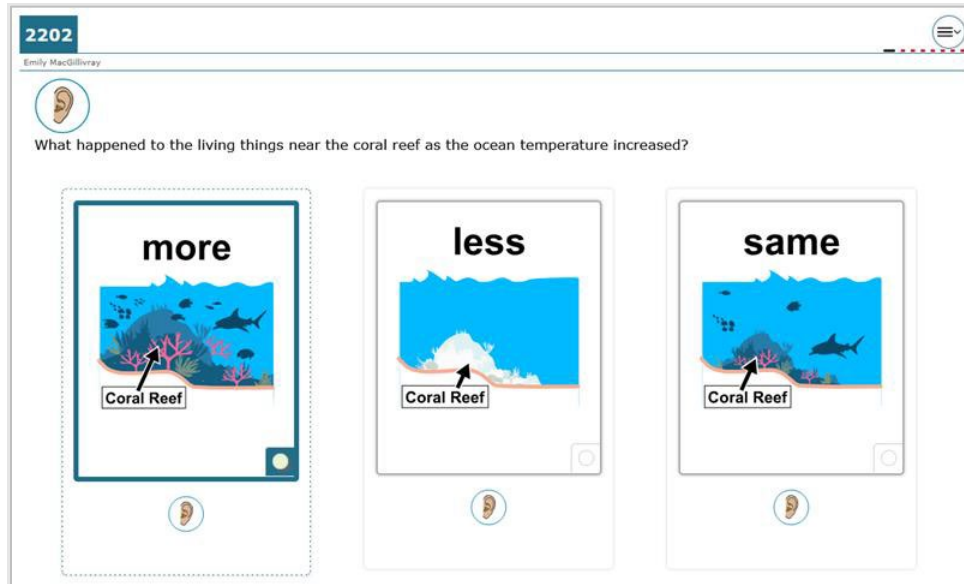 2202
Emily MacGillivray
What happened to the living things near the coral reef as the ocean temperature increased?
more
Coral Reef
less
Coral Reef
same
Coral Reef